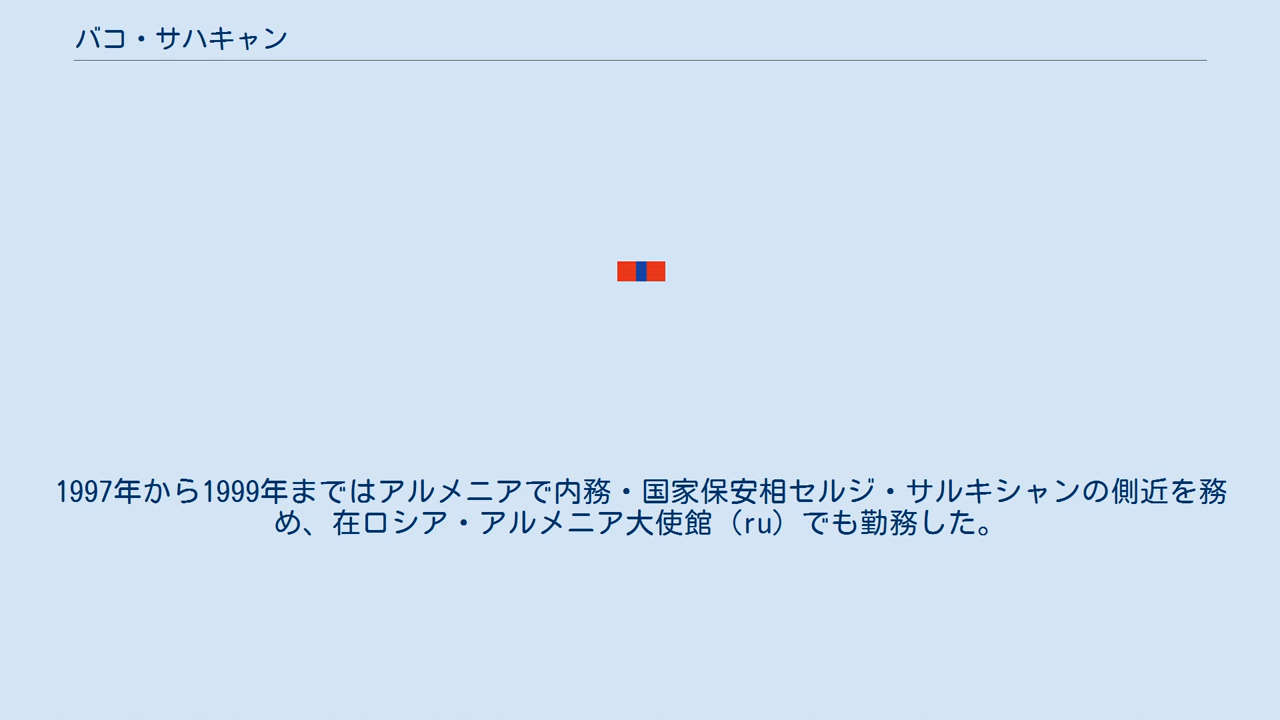 バコ・サハキャン
1997年から1999年まではアルメニアで内務・国家保安相セルジ・サルキシャンの側近を務
め、在ロシア・アルメニア大使館（ru）でも勤務した。